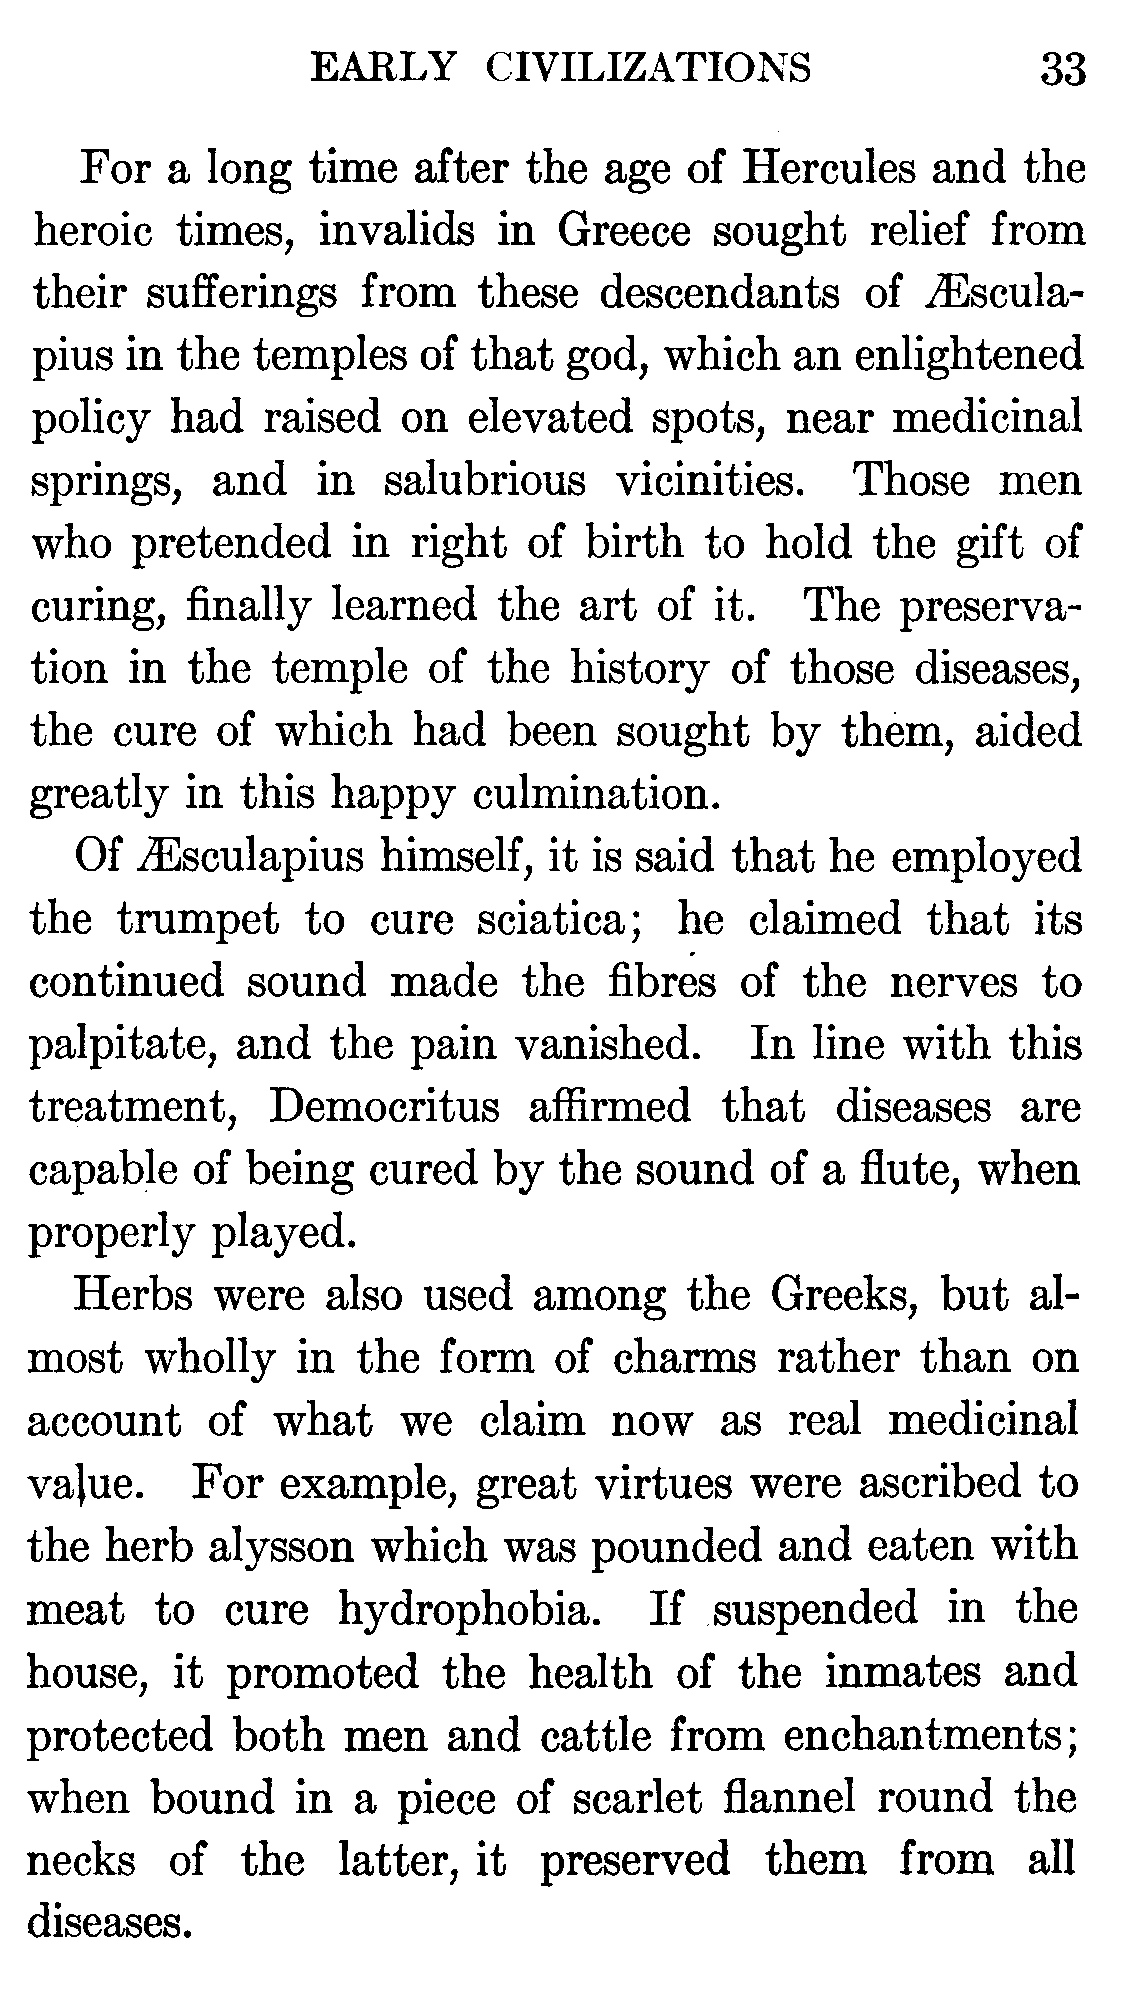 EARLY CIVILIZATIONS 33
For a long time after the age of Hercules and the
heroic times, invalids in Greece sought relief from
their sufferings from these descendants of Æscula-
pius in the temples of that god, which an enlightened
policy had raised on elevated spots, near medicinal
springs, and in salubrious vicinities. Those men
who pretended in right of birth to hold the gift of
curing, finally learned the art of it. The preserva-
tion in the temple of the history of those diseases,
the cure of which had been sought by them, aided
greatly in this happy culmination.
Of Æsculapius himself, it is said that he employed
the trumpet to cure sciatica; he claimed that its
continued sound made the fibres of the nerves to
palpitate, and the pain vanished. In line with this
treatment, Democritus affirmed that diseases are
capable of being cured by the sound of a flute, when
properly played.
Herbs were also used among the Greeks, but al-
most wholly in the form of charms rather than on
account of what we claim now as real medicinal
value. For example, great virtues were ascribed to
the herb alysson which was pounded and eaten with
meat to cure hydrophobia. If suspended in the
house, it promoted the health of the inmates and
protected both men and cattle from enchantments;
when bound in a piece of scarlet flannel round the
necks of the latter, it preserved them from all
diseases.